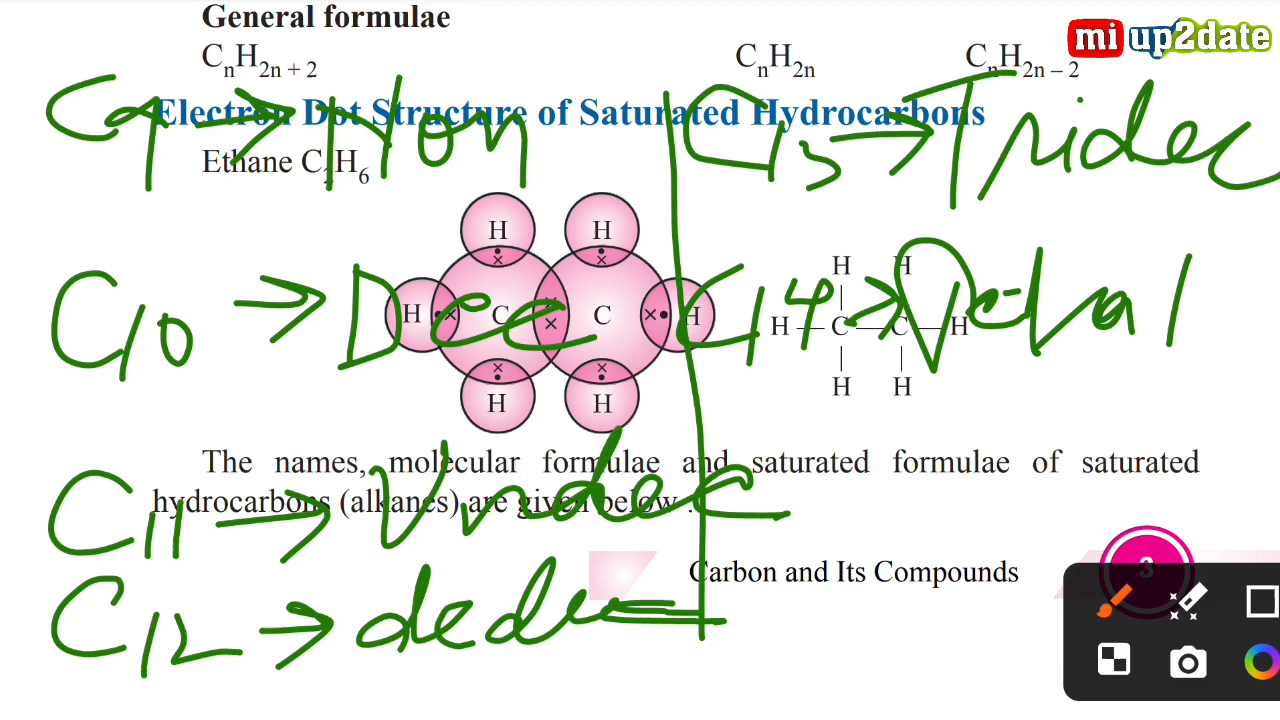 General formulae
mi up2date
CnH2n + 2 CnH2n CnH2n – 2
Electron Dot Structure of Saturated Hydrocarbons
C9 → Non C13 → Tridec
Ethane C2H6
H H
H C C H
H H
H H
H — C — C — H
H H
C10 → Dec C14 →
The names, molecular formulae and saturated formulae of saturated
hydrocarbons (alkanes) are given below :
C11 → Undec
Carbon and Its Compounds 3
C12 → dedec